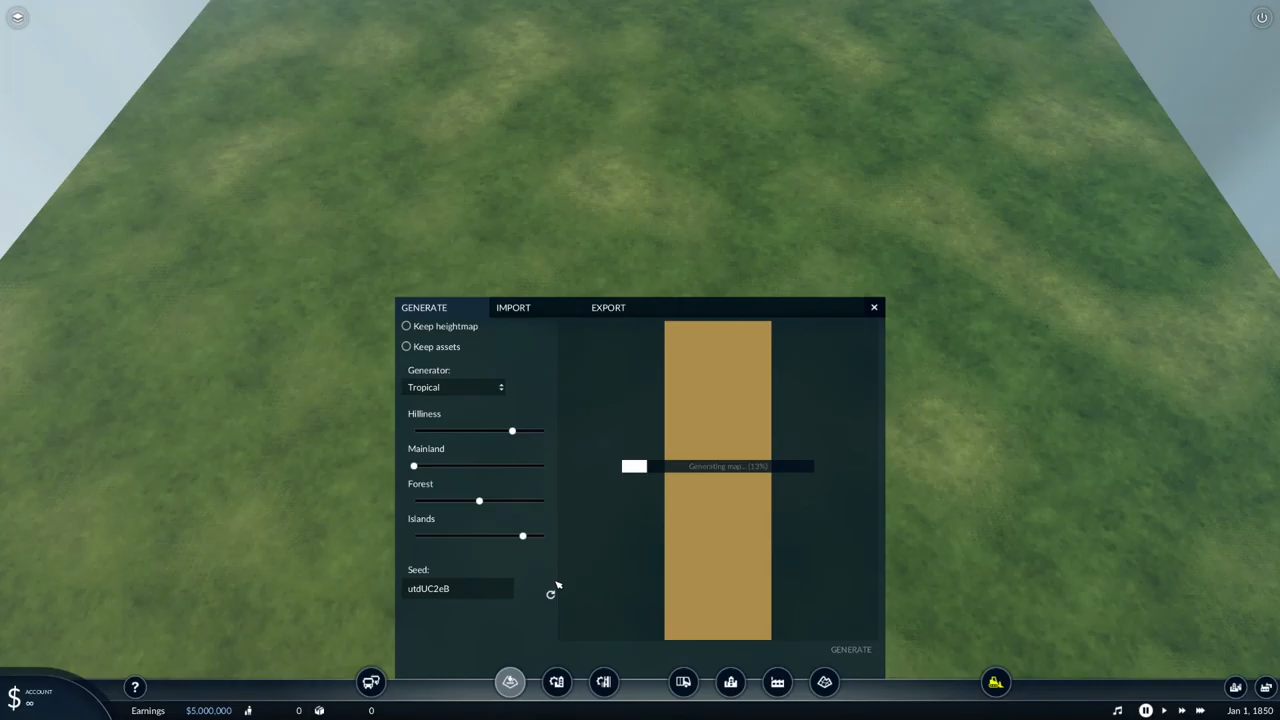 GENERATE IMPORT EXPORT
Keep heightmap
Keep assets
Generator:
Tropical
Hilliness
Mainland
Forest
Islands
Seed:
utdUC2eB
Generating map... (13%)
GENERATE
$ ACCOUNT
∞
?
Earnings $5,000,000 0 0
Jan 1, 1850